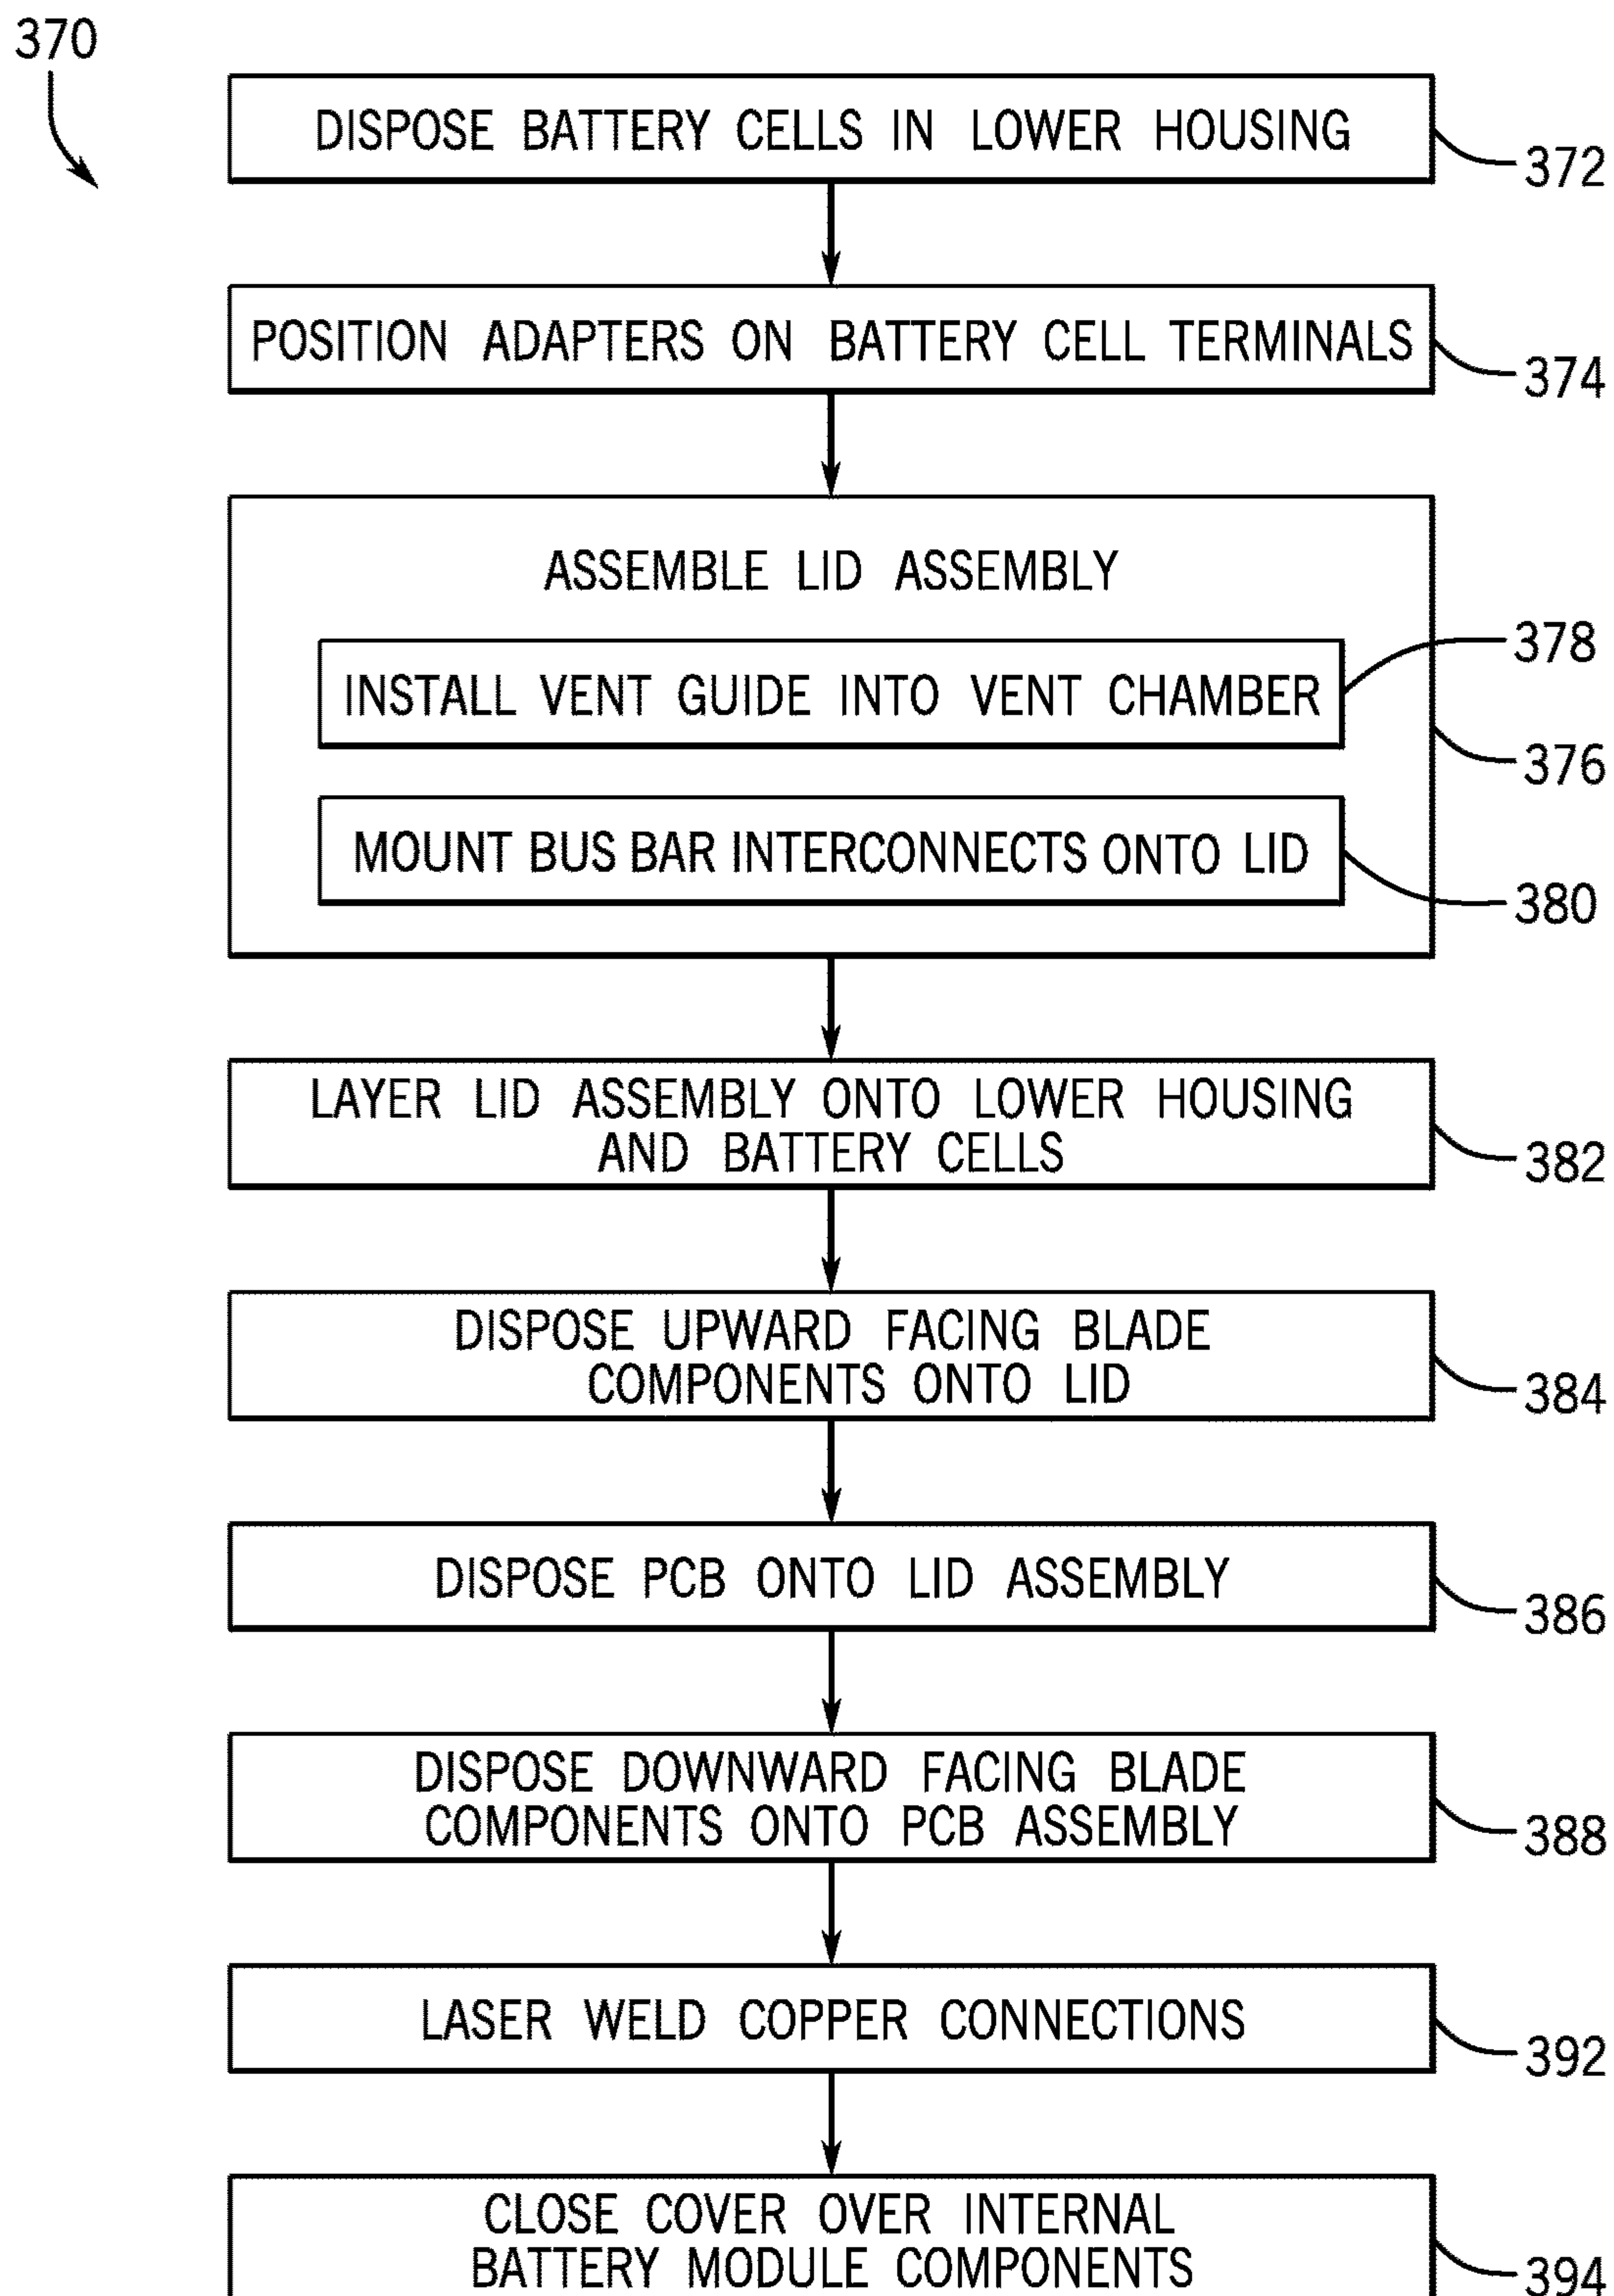 370
DISPOSE BATTERY CELLS IN LOWER HOUSING
372
POSITION ADAPTERS ON BATTERY CELL TERMINALS
374
ASSEMBLE LID ASSEMBLY
INSTALL VENT GUIDE INTO VENT CHAMBER
378
376
MOUNT BUS BAR INTERCONNECTS ONTO LID
380
LAYER LID ASSEMBLY ONTO LOWER HOUSING
AND BATTERY CELLS
382
DISPOSE UPWARD FACING BLADE
COMPONENTS ONTO LID
384
DISPOSE PCB ONTO LID ASSEMBLY
386
DISPOSE DOWNWARD FACING BLADE
COMPONENTS ONTO PCB ASSEMBLY
388
LASER WELD COPPER CONNECTIONS
392
CLOSE COVER OVER INTERNAL
BATTERY MODULE COMPONENTS
394